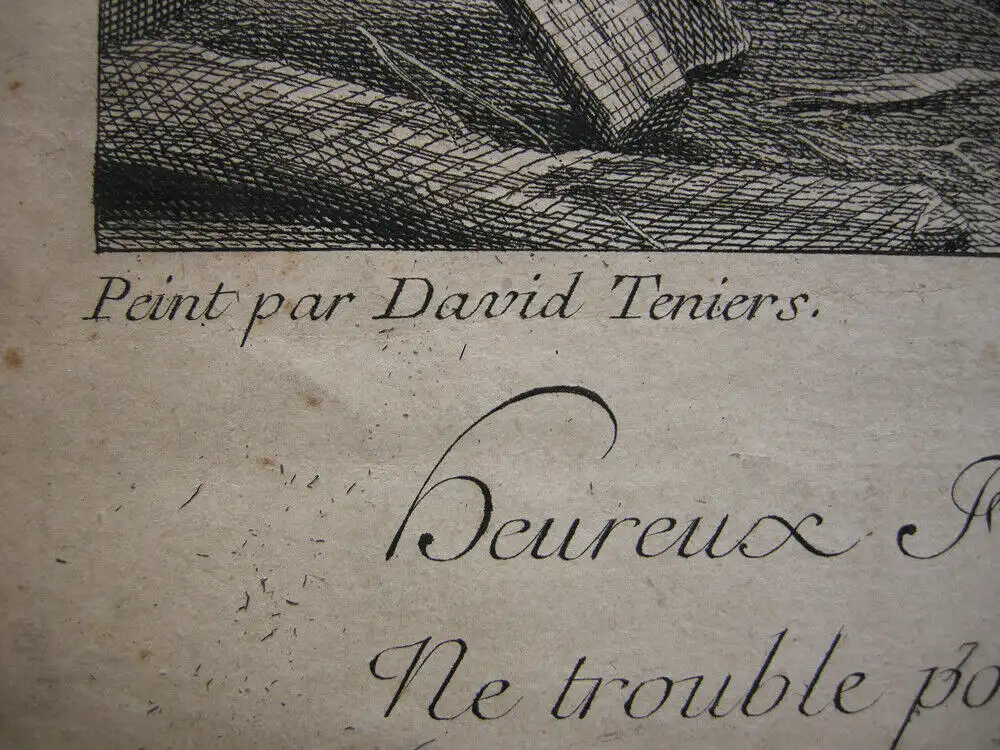 Peint par David Teniers.
Heureux
Ne trouble